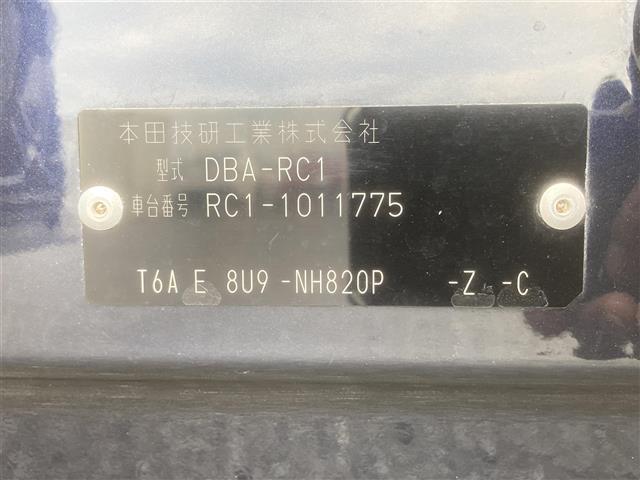 本田技研工業株式会社
型式 DBA-RC1
車台番号 RC1-1011775
T6A E 8U9 -NH820P -Z -C